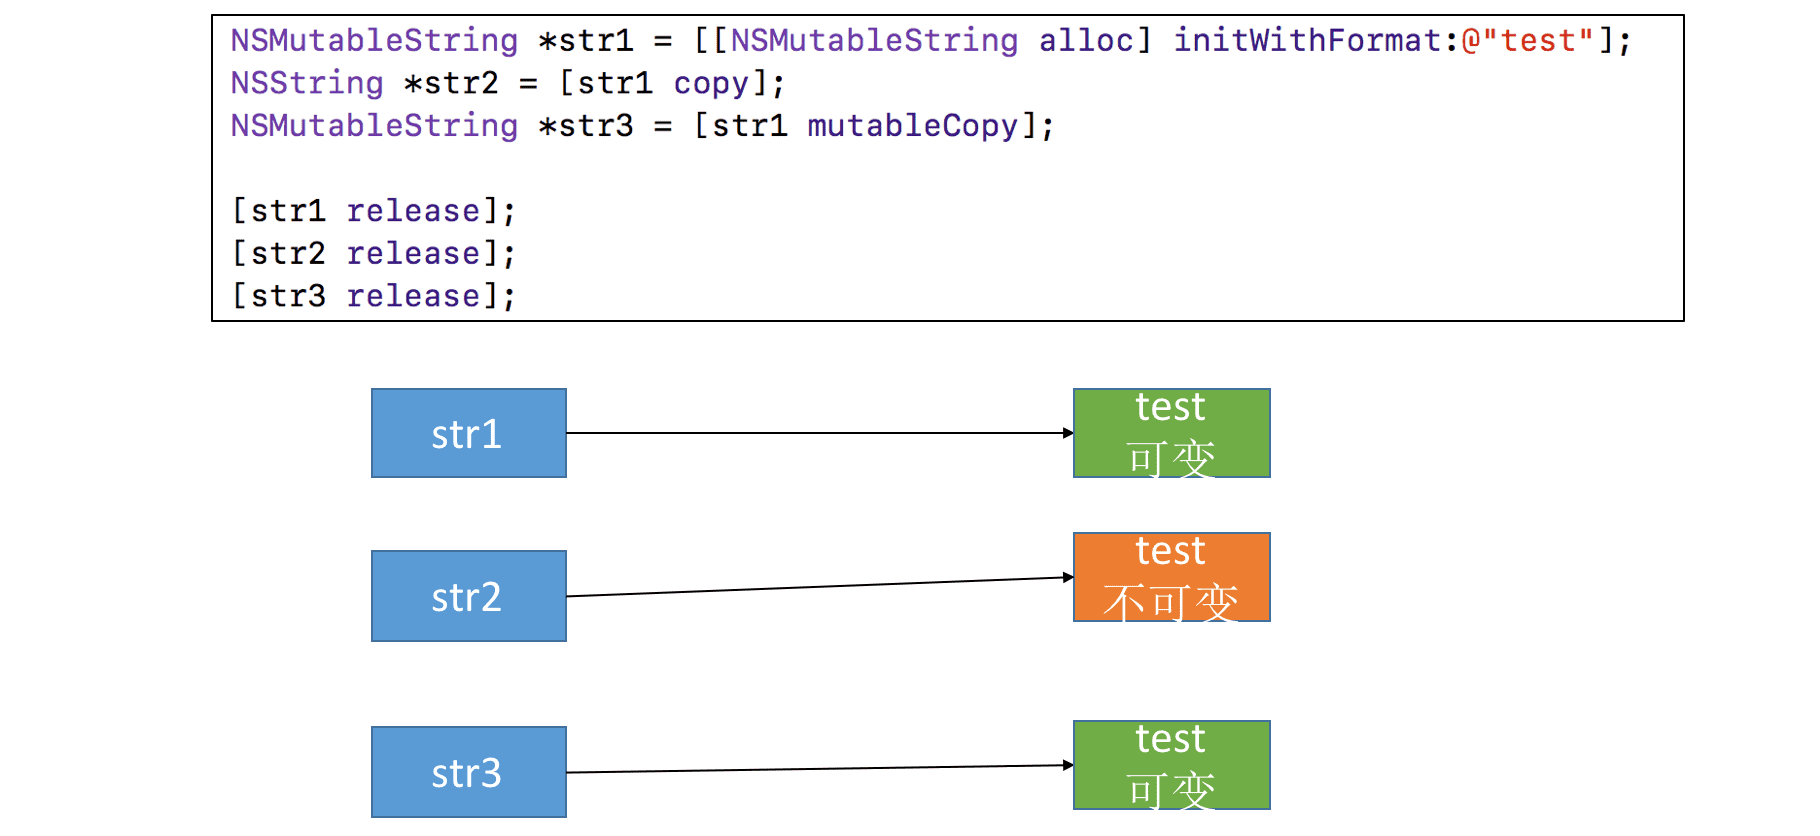 NSMutableString *str1 = [[NSMutableString alloc] initWithFormat:@"test"];
NSString *str2 = [str1 copy];
NSMutableString *str3 = [str1 mutableCopy];
[str1 release];
[str2 release];
[str3 release];
str1
test
可变
str2
test
不可变
str3
test
可变